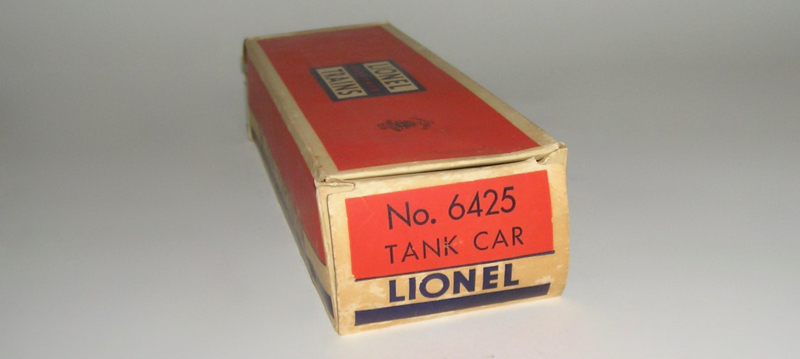 LIONEL
TRAINS
No. 6425
TANK CAR
LIONEL